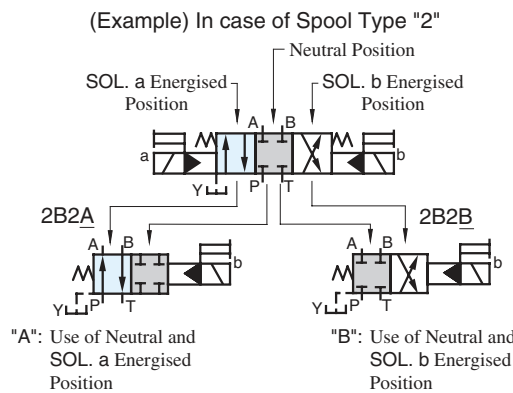 (Example) In case of Spool Type "2"
Neutral Position
SOL. a Energised
Position
SOL. b Energised
Position
A B
a
b
Y
P T
2B2A
2B2B
A B
b
Y
P T
A B
b
Y
P T
"A": Use of Neutral and
SOL. a Energised
Position
"B": Use of Neutral and
SOL. b Energised
Position